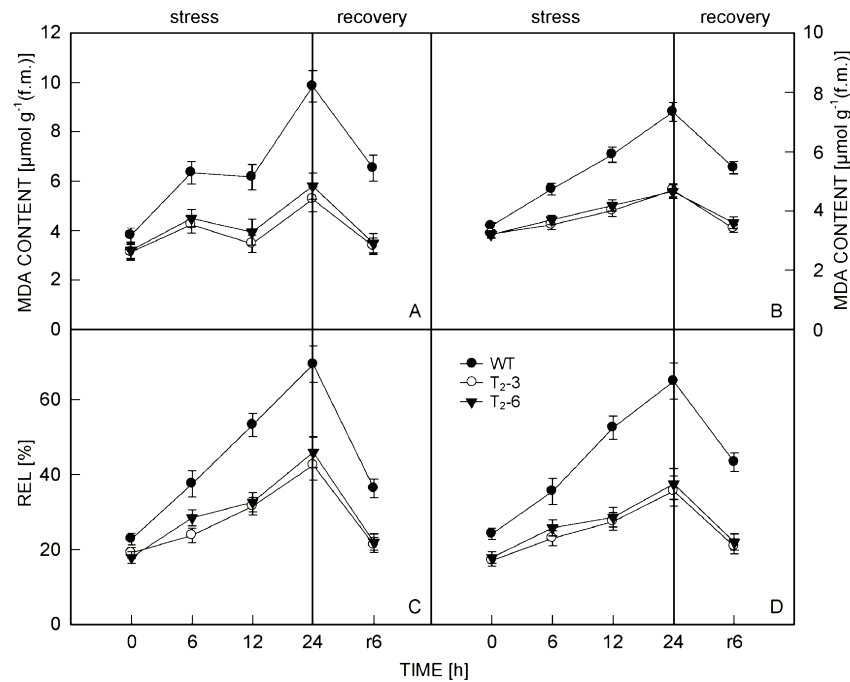 stress recovery stress recovery
MDA CONTENT [µmol g⁻¹(f.m.)]
12
10
8
6
4
2
0
A
B
10
8
6
4
2
0
MDA CONTENT [µmol g⁻¹(f.m.)]
REL [%]
60
40
20
0
C
WT
T₂-3
T₂-6
D
0 6 12 24 r6 0 6 12 24 r6
TIME [h]